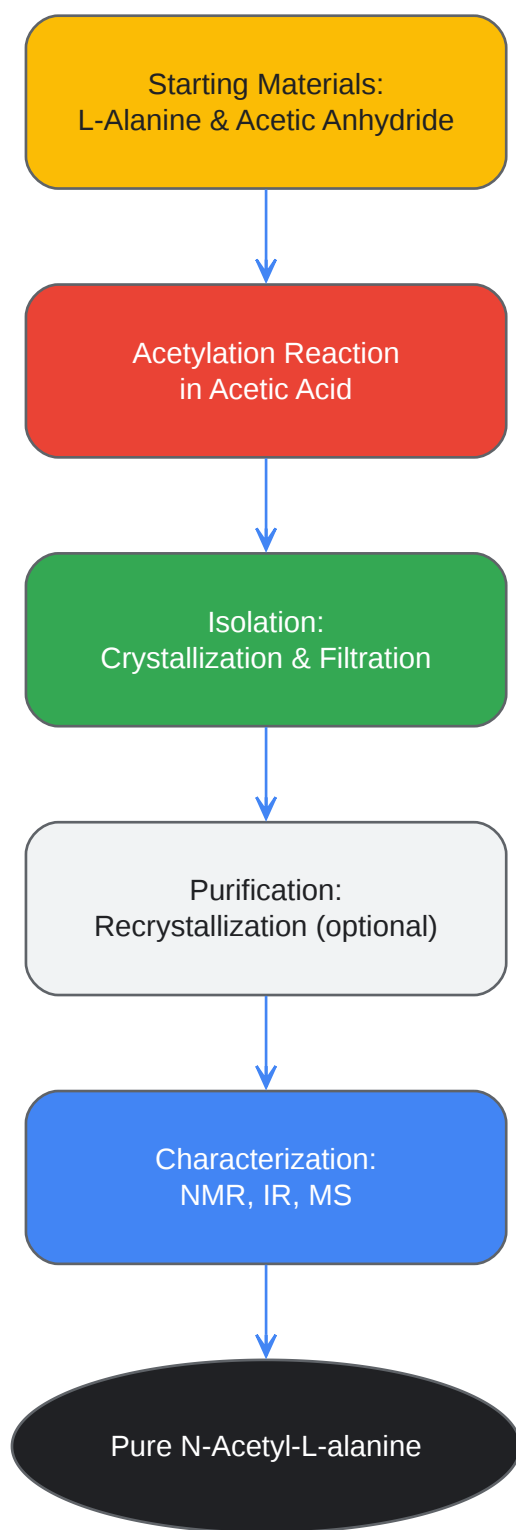 Starting Materials:
L-Alanine & Acetic Anhydride
Acetylation Reaction
in Acetic Acid
Isolation:
Crystallization & Filtration
Purification:
Recrystallization (optional)
Characterization:
NMR, IR, MS
Pure N-Acetyl-L-alanine